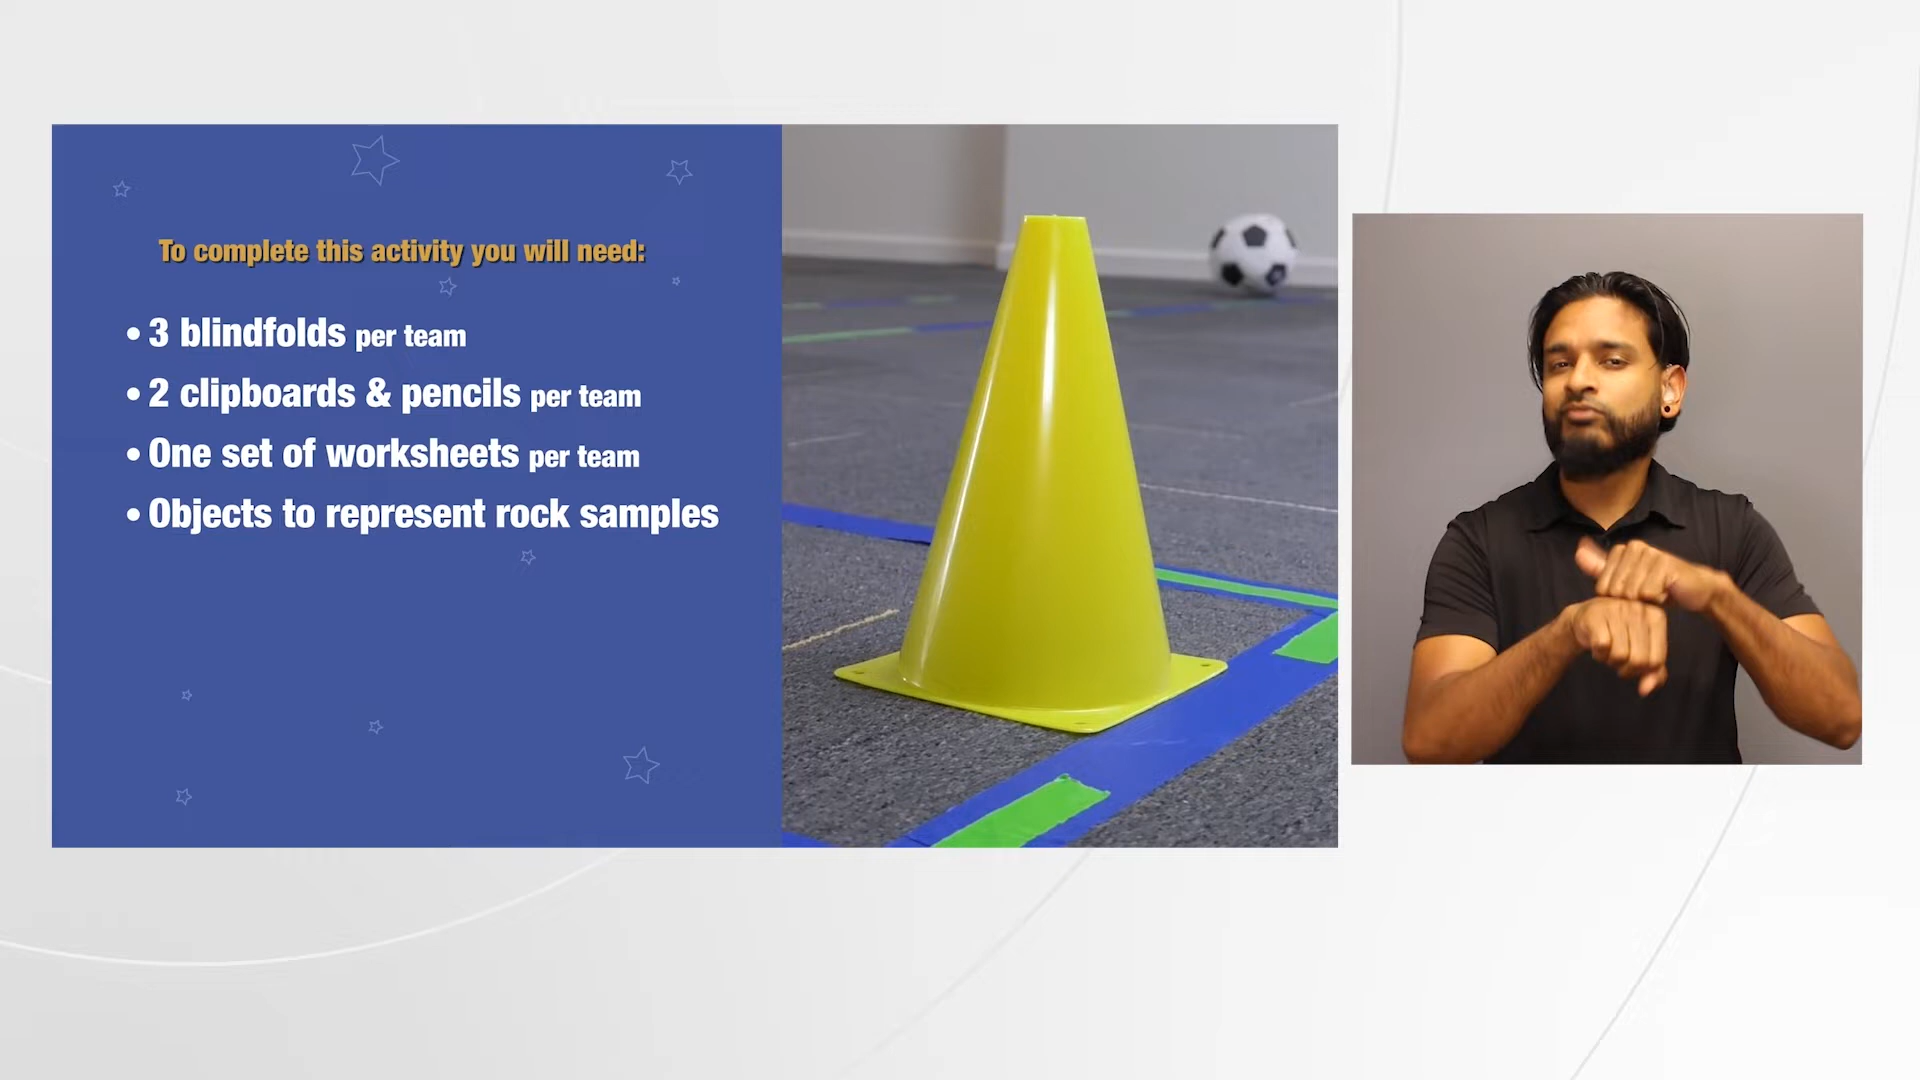 To complete this activity you will need:
• 3 blindfolds per team
• 2 clipboards & pencils per team
• One set of worksheets per team
• Objects to represent rock samples